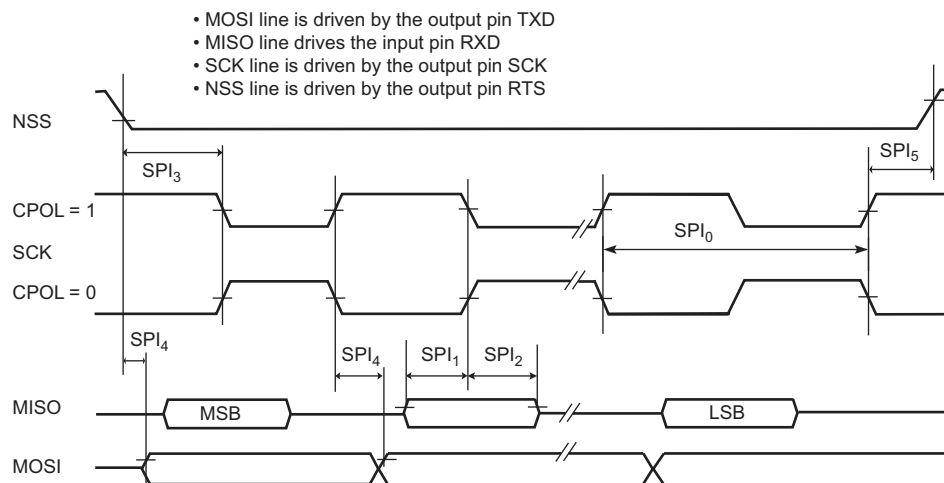 • MOSI line is driven by the output pin TXD
• MISO line drives the input pin RXD
• SCK line is driven by the output pin SCK
• NSS line is driven by the output pin RTS
NSS
SPI3
SPI5
CPOL = 1
SPI0
SCK
CPOL = 0
SPI4
SPI4
SPI1
SPI2
MISO
MSB
LSB
MOSI